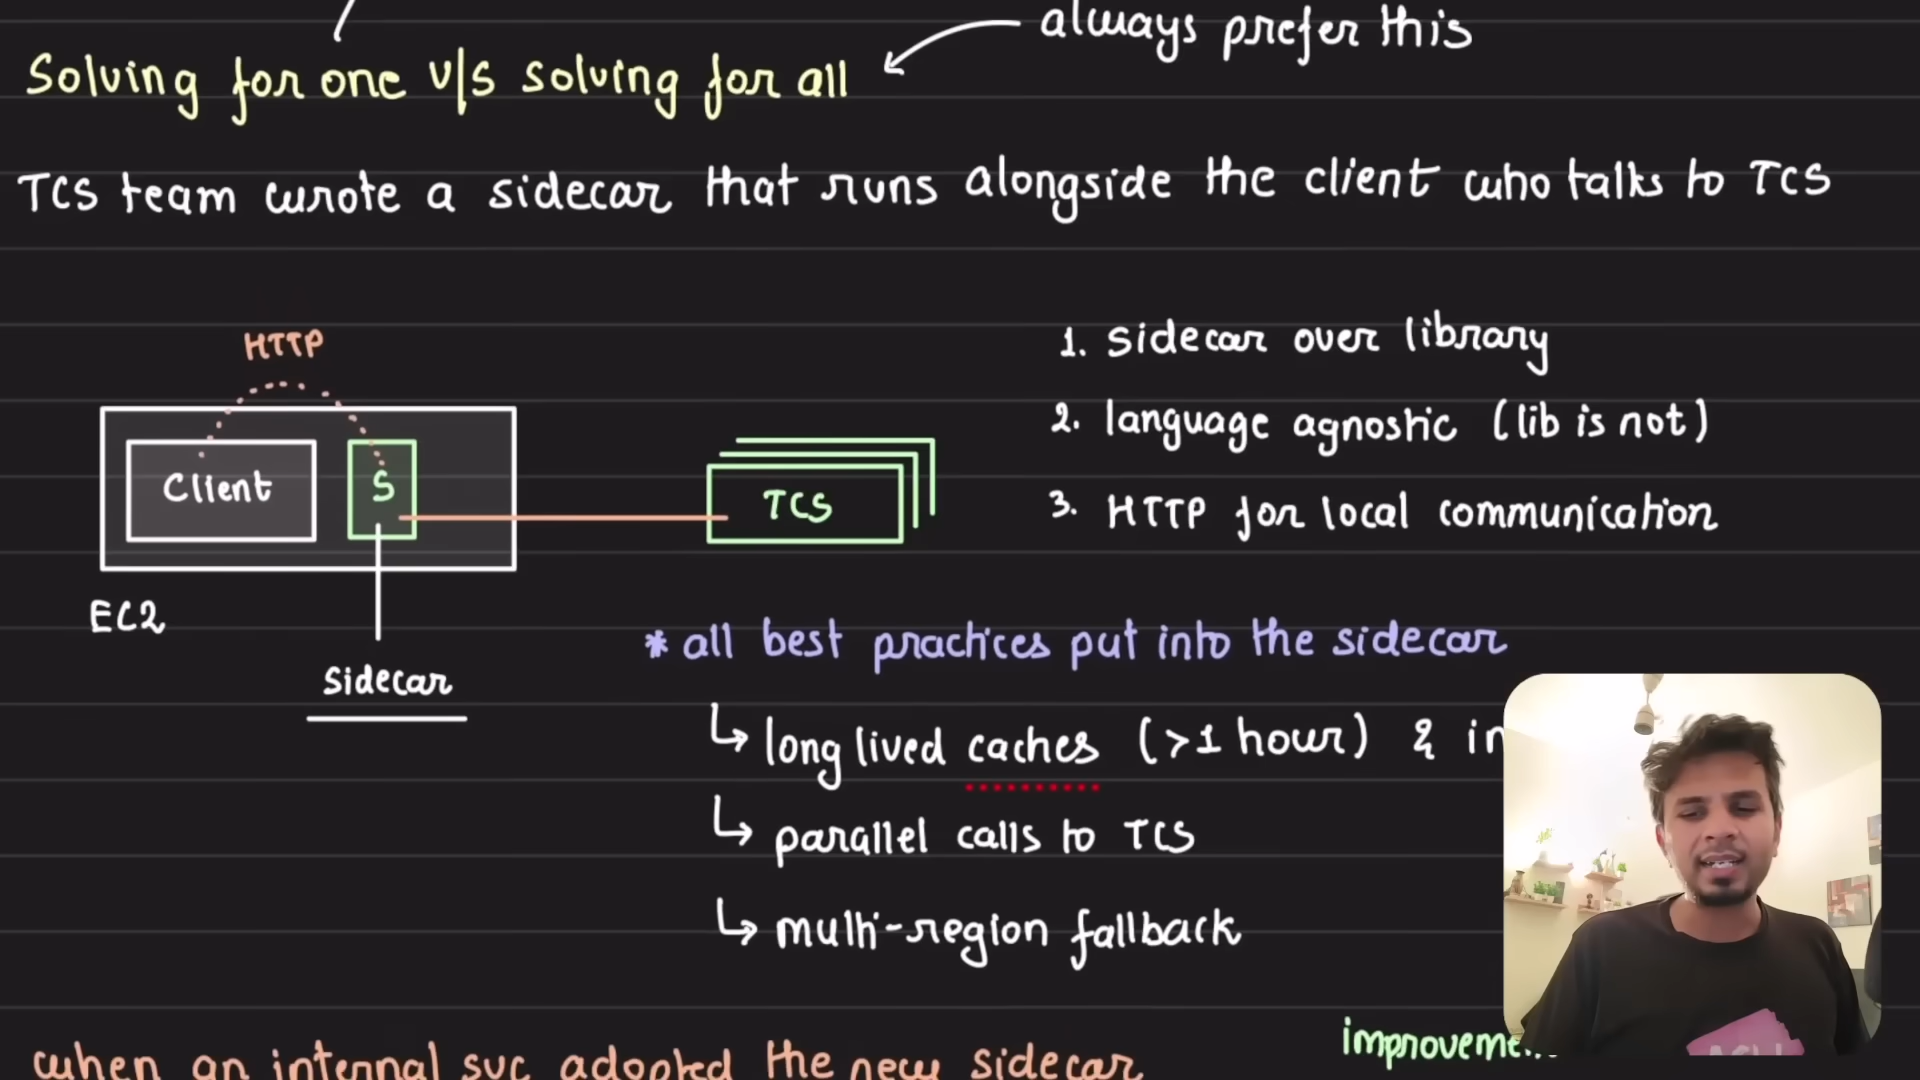 always prefer this
Solving for one v/s solving for all
TCS team wrote a sidecar that runs alongside the client who talks to TCS
HTTP
1. sidecar over library
2. language agnostic (lib is not)
3. HTTP for local communication
Client
S
TCS
EC2
Sidecar
* all best practices put into the sidecar
↳ long lived caches (>1 hour) &
↳ parallel calls to TCS
↳ multi-region fallback
when an internal svc adopted the new sidecar